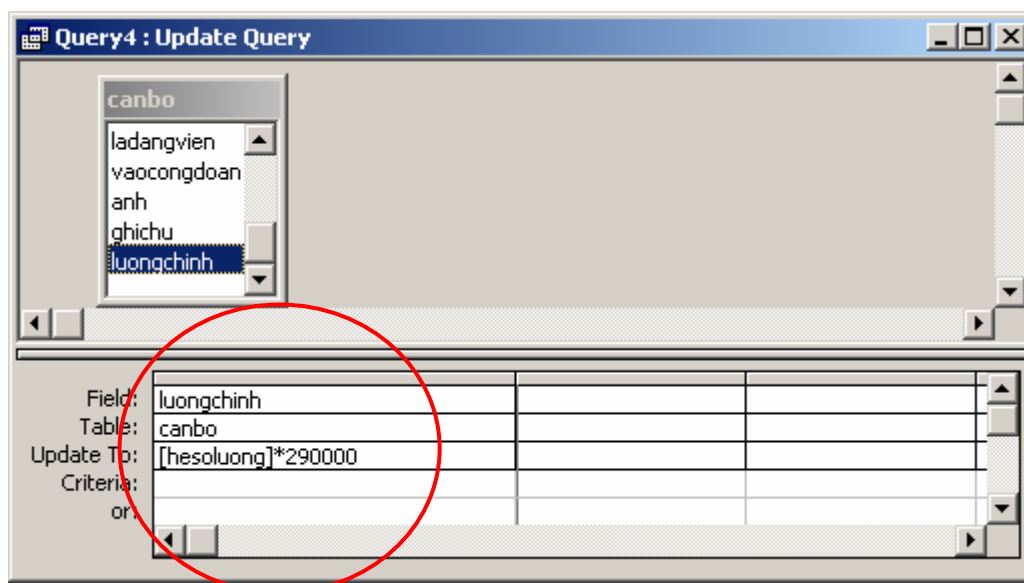 Query4 : Update Query
canbo
ladangvien
vaocongdoan
anh
ghichu
luongchinh
Field: luongchinh
Table: canbo
Update To: [hesoluong]*290000
Criteria:
or: